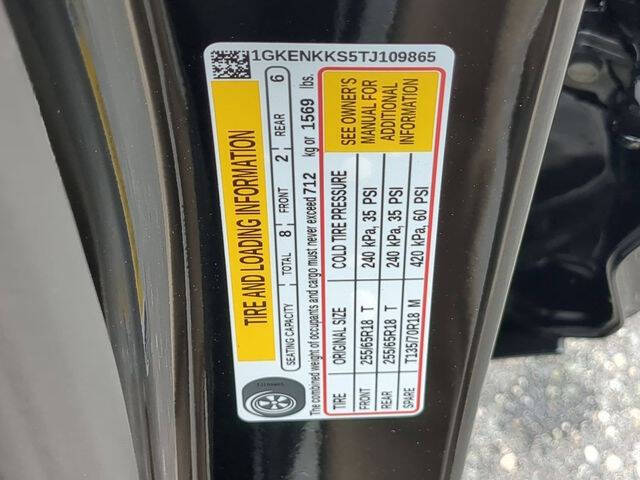 1GKENKKS5TJ109865
TIRE AND LOADING INFORMATION
SEATING CAPACITY TOTAL 8 FRONT 2 REAR 6
The combined weight of occupants and cargo must never exceed 712 kg or 1569 lbs.
TIRE ORIGINAL SIZE COLD TIRE PRESSURE
FRONT 255/65R18 T 240 kPa, 35 PSI
REAR 255/65R18 T 240 kPa, 35 PSI
SPARE T135/70R18 M 420 kPa, 60 PSI
SEE OWNER'S
MANUAL FOR
ADDITIONAL
INFORMATION
TJ109865